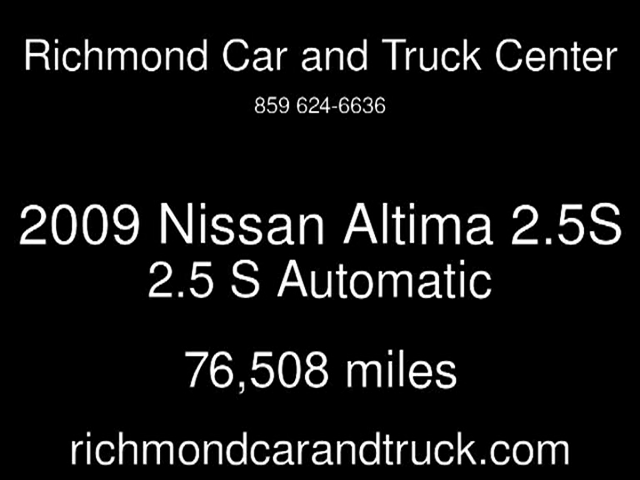 Richmond Car and Truck Center
859 624-6636
2009 Nissan Altima 2.5S
2.5 S Automatic
76,508 miles
richmondcarandtruck.com